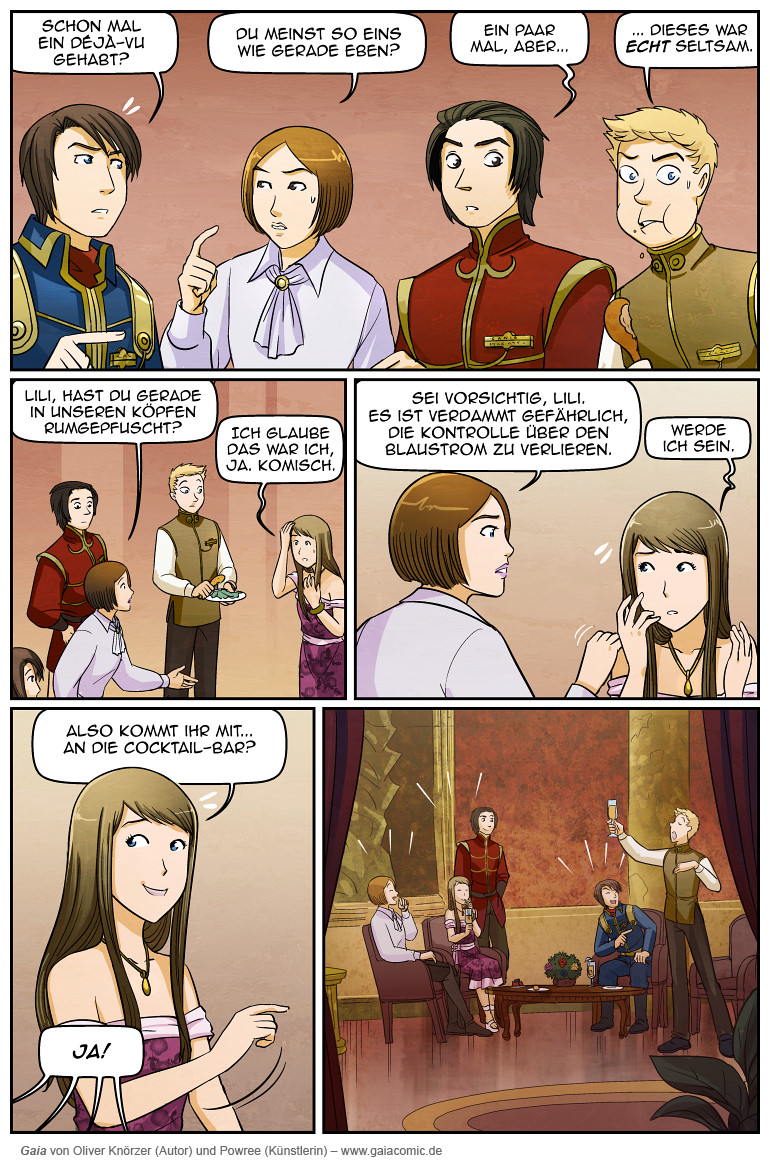 SCHON MAL
EIN DÉJÀ-VU
GEHABT?
DU MEINST SO EINS
WIE GERADE EBEN?
EIN PAAR
MAL, ABER...
... DIESES WAR
ECHT SELTSAM.
LILI, HAST DU GERADE
IN UNSEREN KÖPFEN
RUMGEPFUSCHT?
ICH GLAUBE
DAS WAR ICH,
JA. KOMISCH.
SEI VORSICHTIG, LILI.
ES IST VERDAMMT GEFÄHRLICH,
DIE KONTROLLE ÜBER DEN
BLAUSTROM ZU VERLIEREN.
WERDE
ICH SEIN.
ALSO KOMMT IHR MIT...
AN DIE COCKTAIL-BAR?
JA!
Gaia von Oliver Knörzer (Autor) und Powree (Künstlerin) – www.gaiacomic.de